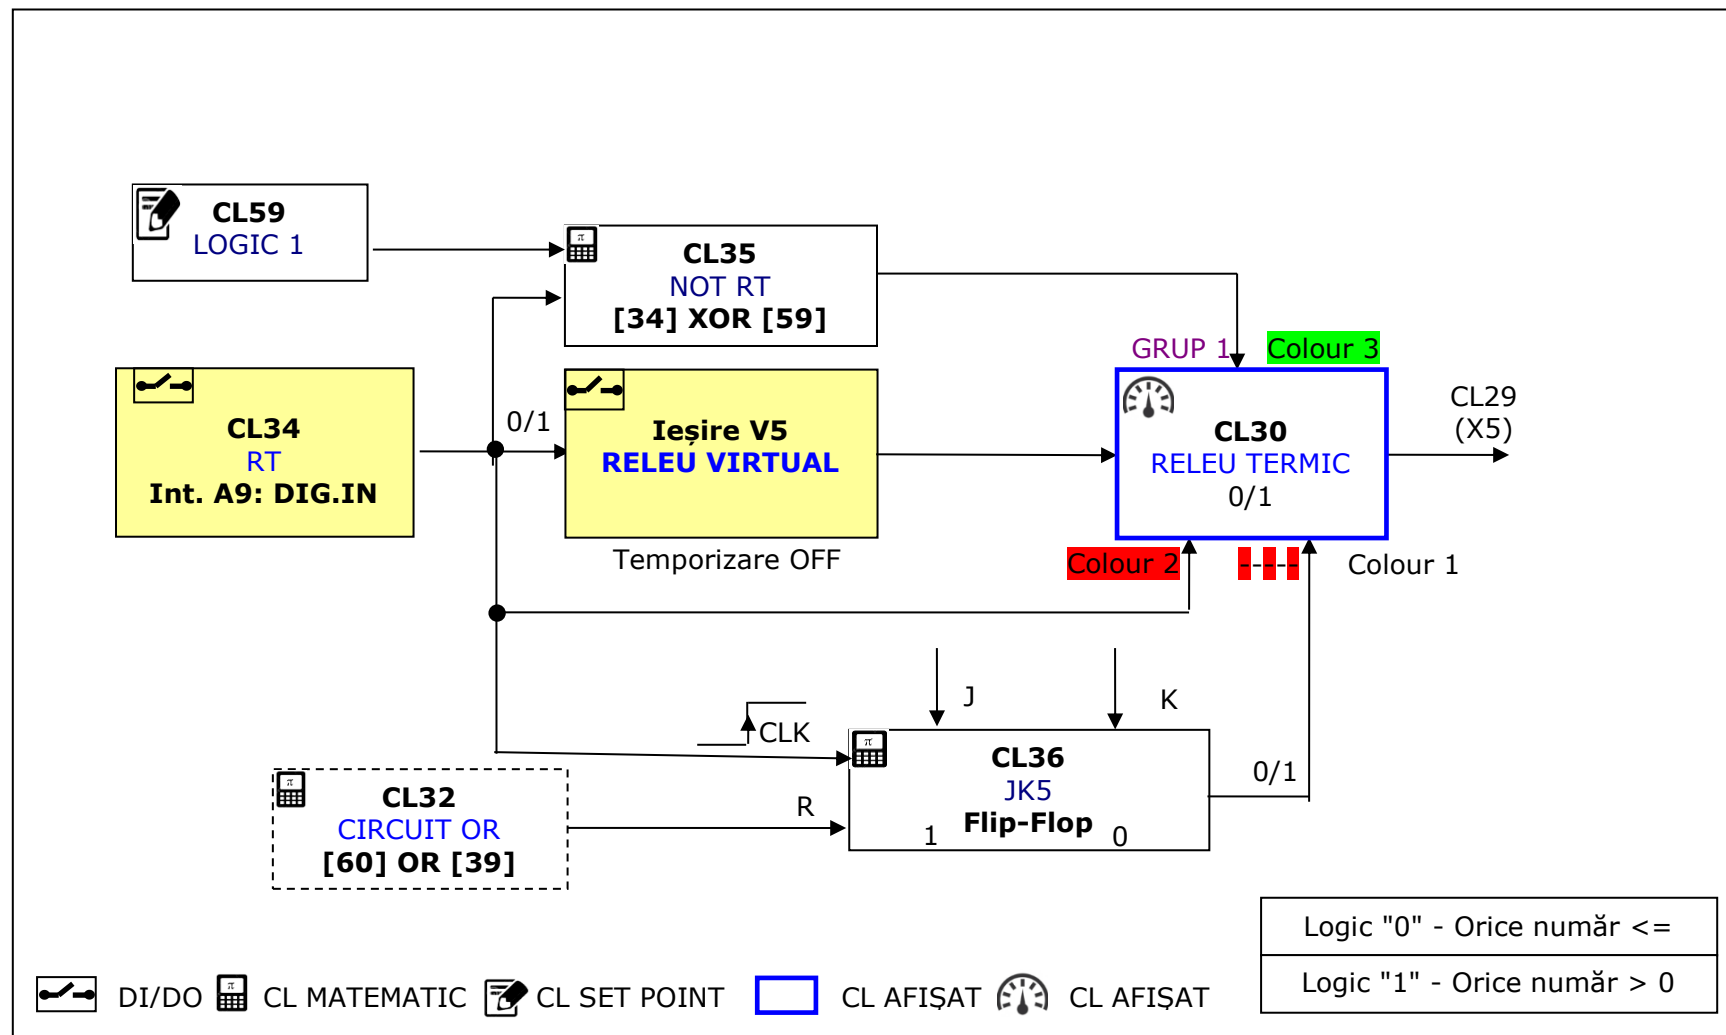 CL59
LOGIC 1
CL35
NOT RT
[34] XOR [59]
GRUP 1
Colour 3
CL34
RT
Int. A9: DIG.IN
0/1
Ieșire V5
RELEU VIRTUAL
Temporizare OFF
CL30
RELEU TERMIC
0/1
CL29
(X5)
Colour 2
-----
Colour 1
J
K
CLK
CL36
JK5
Flip-Flop
1
0
0/1
R
CL32
CIRCUIT OR
[60] OR [39]
Logic "0" - Orice număr <=
Logic "1" - Orice număr > 0
DI/DO
CL MATEMATIC
CL SET POINT
CL AFIȘAT
CL AFIȘAT